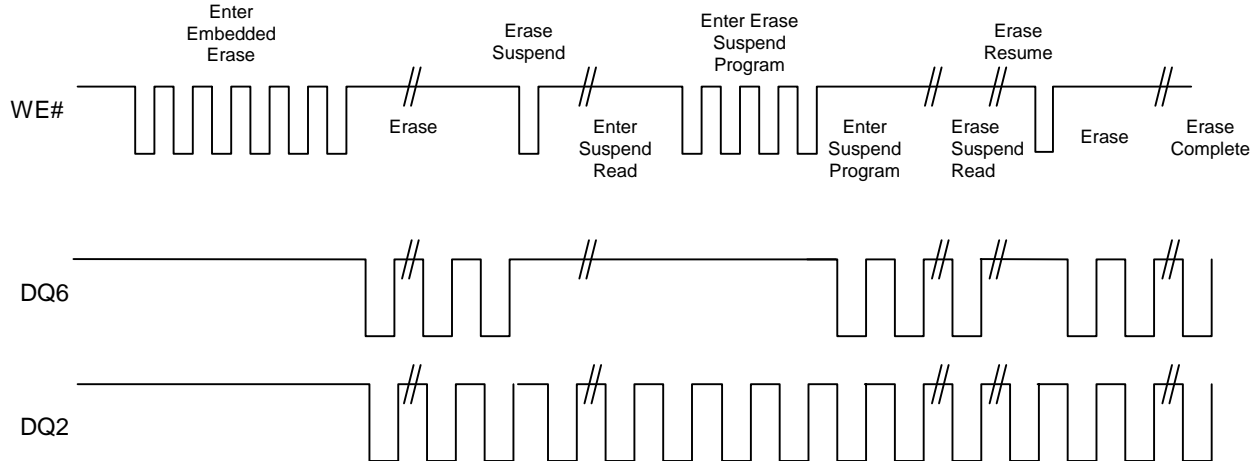 Enter
Embedded
Erase
Erase
Suspend
Enter Erase
Suspend
Program
Erase
Resume
WE#
Erase
Enter
Suspend
Read
Enter
Suspend
Program
Erase
Suspend
Read
Erase
Erase
Complete
DQ6
DQ2